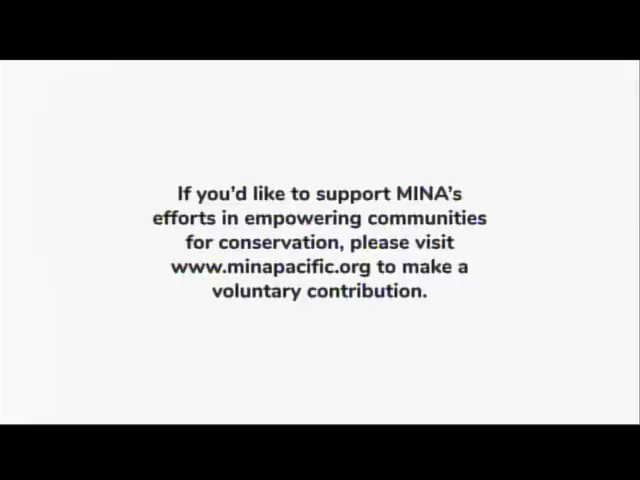 If you’d like to support MINA’s
efforts in empowering communities
for conservation, please visit
www.minapacific.org to make a
voluntary contribution.